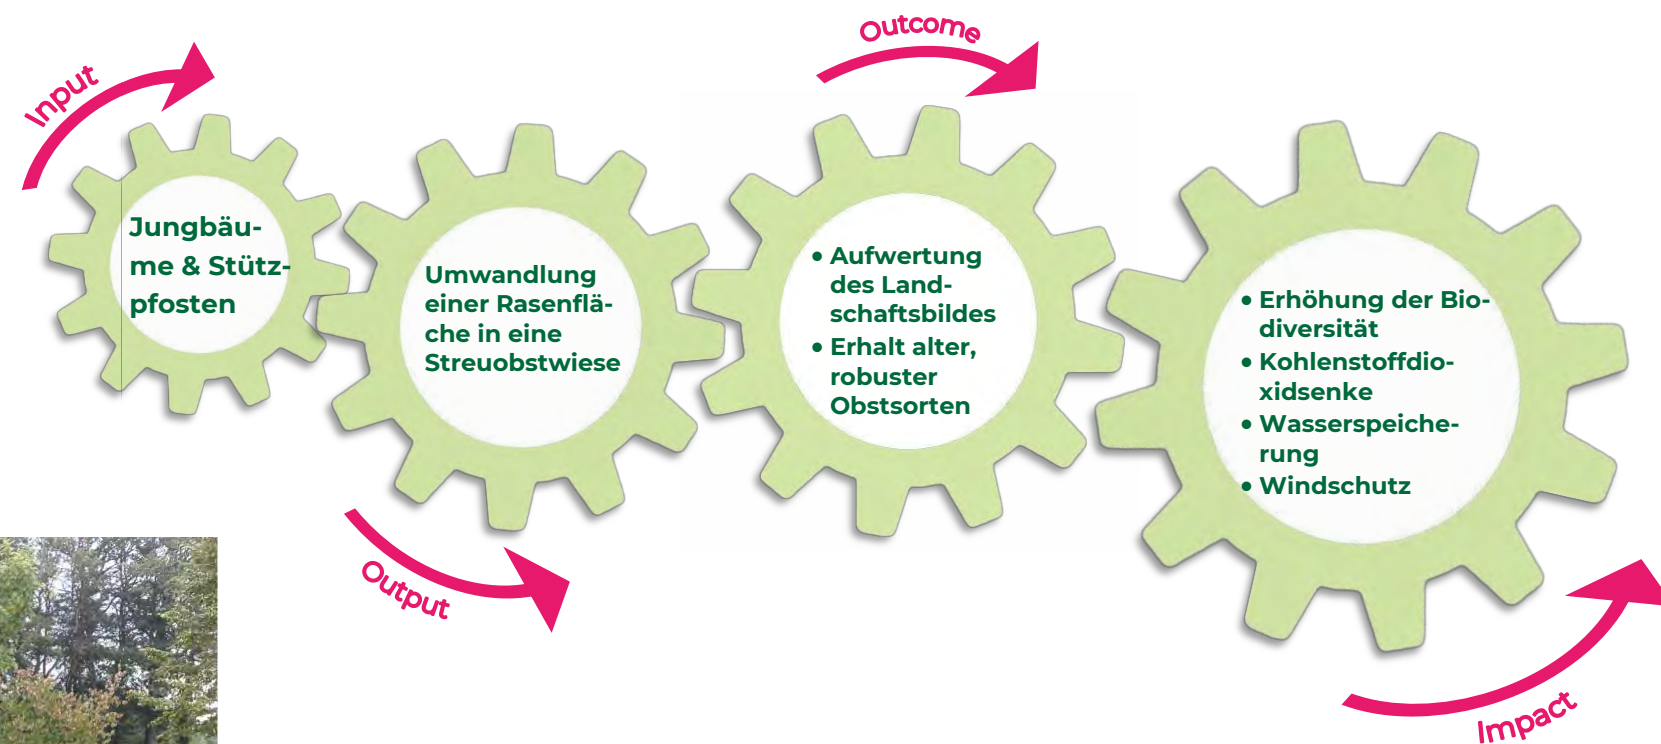 Input
Jungbäu-
me & Stütz-
pfosten
Output
Umwandlung
einer Rasenflä-
che in eine
Streuobstwiese
Outcome
• Aufwertung
des Land-
schaftsbildes
• Erhalt alter,
robuster
Obstsorten
Impact
• Erhöhung der Bio-
diversität
• Kohlenstoffdio-
xidsenke
• Wasserspeiche-
rung
• Windschutz